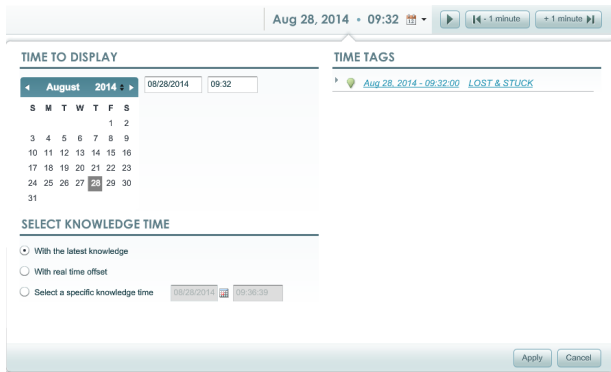 Aug 28, 2014 • 09:32 - 1 minute + 1 minute
TIME TO DISPLAY
August 2014 08/28/2014 09:32
S M T W T F S
1 2
3 4 5 6 7 8 9
10 11 12 13 14 15 16
17 18 19 20 21 22 23
24 25 26 27 28 29 30
31
SELECT KNOWLEDGE TIME
With the latest knowledge
With real time offset
Select a specific knowledge time 08/28/2014 09:36:39
TIME TAGS
Aug 28, 2014 - 09:32:00 LOST & STUCK
Apply Cancel